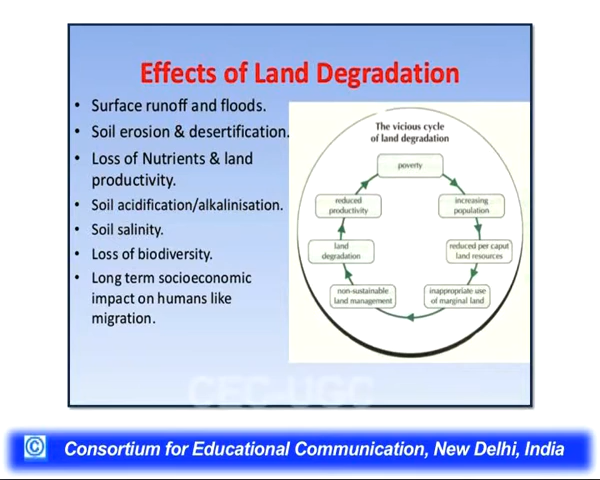 Effects of Land Degradation
• Surface runoff and floods.
• Soil erosion & desertification.
• Loss of Nutrients & land
productivity.
• Soil acidification/alkalinisation.
• Soil salinity.
• Loss of biodiversity.
• Long term socioeconomic
impact on humans like
migration.
The vicious cycle
of land degradation
poverty
increasing
population
reduced per caput
land resources
inappropriate use
of marginal land
non-sustainable
land management
land
degradation
reduced
productivity
CEC-UGC
© Consortium for Educational Communication, New Delhi, India